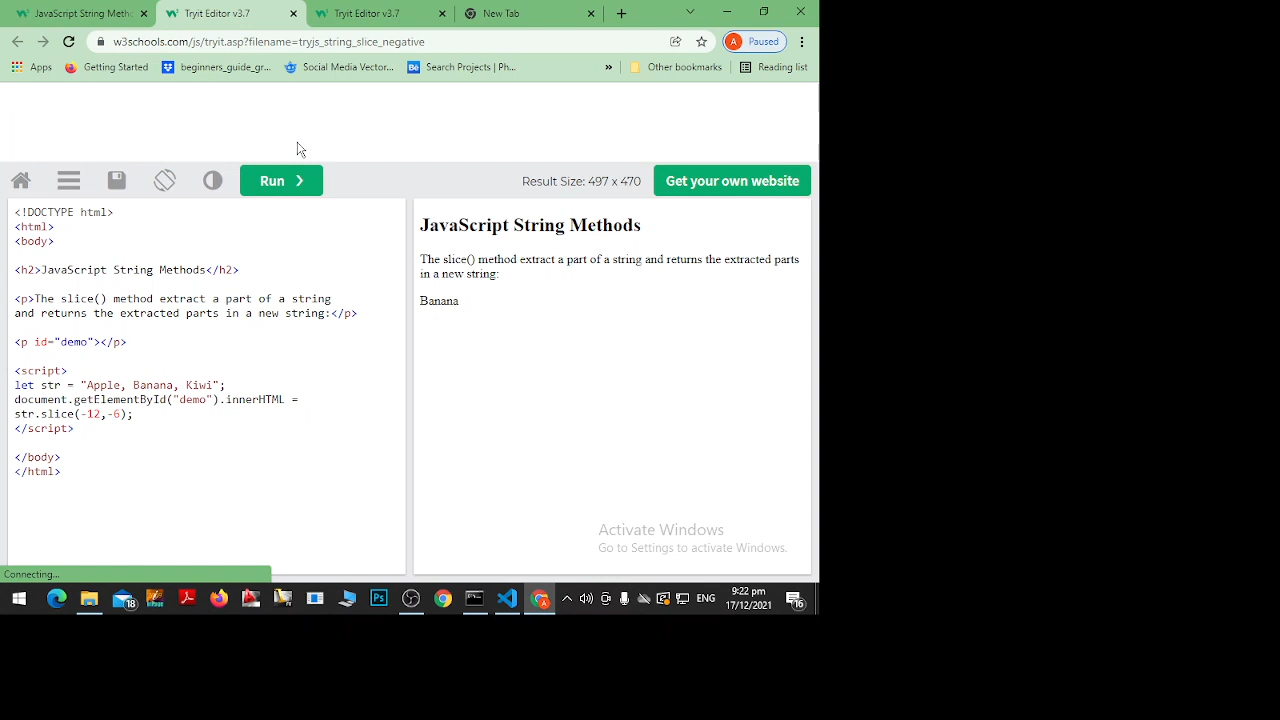 JavaScript String Meth
Tryit Editor v3.7
Tryit Editor v3.7
New Tab
w3schools.com/js/tryit.asp?filename=tryjs_string_slice_negative
A Paused
Apps
Getting Started
beginners_guide_gr...
Social Media Vector...
Bē Search Projects | Ph...
»
Other bookmarks
Reading list
Run ❯
Result Size: 497 x 470
Get your own website
<!DOCTYPE html>
<html>
<body>
<h2>JavaScript String Methods</h2>
<p>The slice() method extract a part of a string
and returns the extracted parts in a new string:</p>
<p id="demo"></p>
<script>
let str = "Apple, Banana, Kiwi";
document.getElementById("demo").innerHTML =
str.slice(-12,-6);
</script>
</body>
</html>
JavaScript String Methods
The slice() method extract a part of a string and returns the extracted parts
in a new string:
Banana
Activate Windows
Go to Settings to activate Windows.
Connecting...
18
Ps
A
ENG
9:22 pm
17/12/2021
16